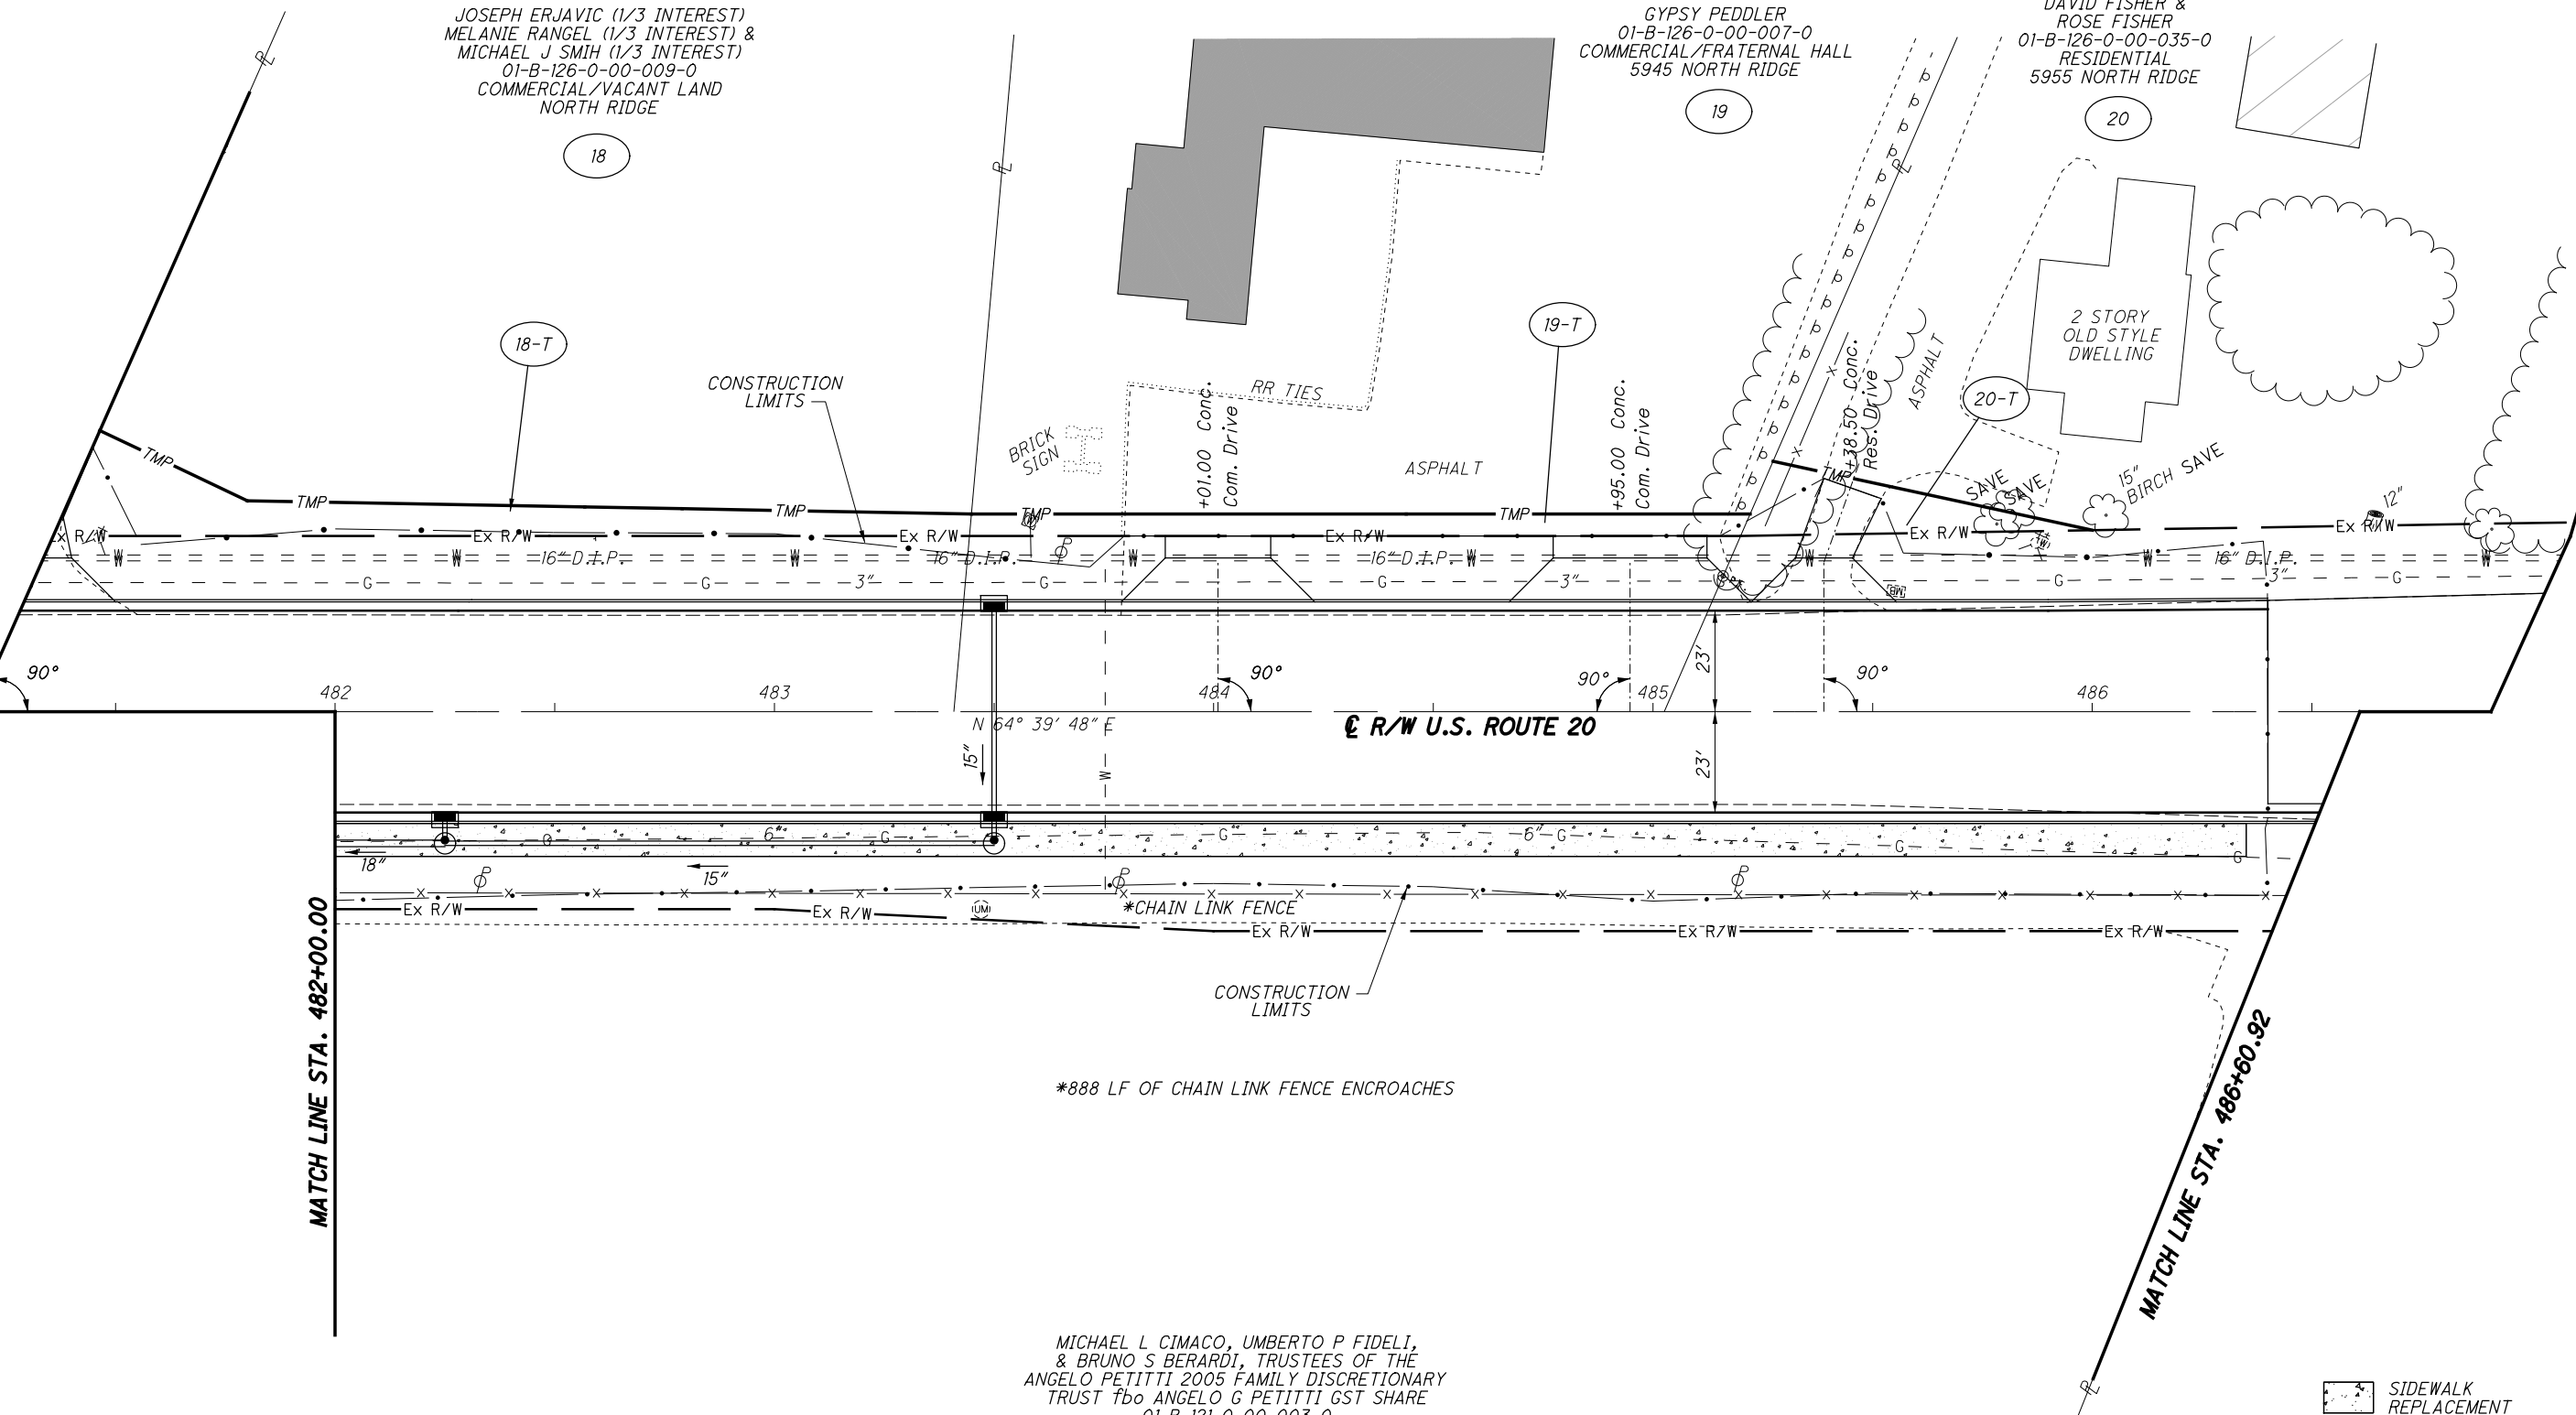 JOSEPH ERJAVIC (1/3 INTEREST)
MELANIE RANGEL (1/3 INTEREST) &
MICHAEL J SMIH (1/3 INTEREST)
01-B-126-0-00-009-0
COMMERCIAL/VACANT LAND
NORTH RIDGE
18
GYPSY PEDDLER
01-B-126-0-00-007-0
COMMERCIAL/FRATERNAL HALL
5945 NORTH RIDGE
19
DAVID FISHER &
ROSE FISHER
01-B-126-0-00-035-0
RESIDENTIAL
5955 NORTH RIDGE
20
18-T
CONSTRUCTION
LIMITS
19-T
20-T
2 STORY
OLD STYLE
DWELLING
RR TIES
BRICK
SIGN
+01.00 Conc.
Com. Drive
ASPHALT
+95.00 Conc.
Com. Drive
+38.50 Conc.
Res. Drive
ASPHALT
SAVE
SAVE
15"
BIRCH SAVE
12"
TMP
TMP
TMP
TMP
TMP
TMP
Ex R/W
Ex R/W
Ex R/W
Ex R/W
Ex R/W
Ex R/W
W
W
16" D.I.P.
W
16" D.I.P.
W
16" D.I.P.
W
W
W
16" D.I.P.
W
G
G
3"
G
G
3"
G
3"
G
90°
482
483
484
90°
90°
485
90°
486
23'
N 64° 39' 48" E
℄ R/W U.S. ROUTE 20
15"
W
23'
G
6"
G
G
6"
G
G
G
18"
15"
X X X X X X X X X X X X X X X X X X X X X X
Ex R/W
Ex R/W
UM
*CHAIN LINK FENCE
Ex R/W
Ex R/W
Ex R/W
CONSTRUCTION
LIMITS
MATCH LINE STA. 482+00.00
*888 LF OF CHAIN LINK FENCE ENCROACHES
MATCH LINE STA. 486+60.92
MICHAEL L CIMACO, UMBERTO P FIDELI,
& BRUNO S BERARDI, TRUSTEES OF THE
ANGELO PETITTI 2005 FAMILY DISCRETIONARY
TRUST fbo ANGELO G PETITTI GST SHARE
01-B-121-0-00-003-0
SIDEWALK
REPLACEMENT